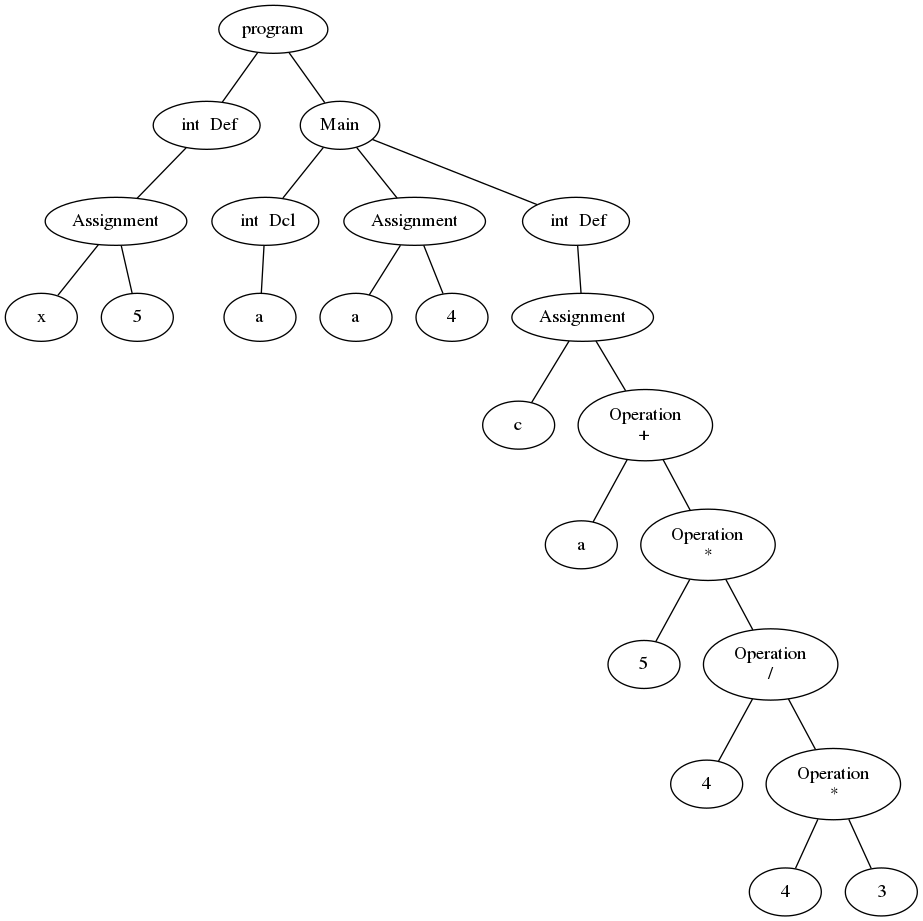 program
int Def
Main
Assignment
int Dcl
Assignment
int Def
x
5
a
a
4
Assignment
c
Operation
+
a
Operation
*
5
Operation
/
4
Operation
*
4
3